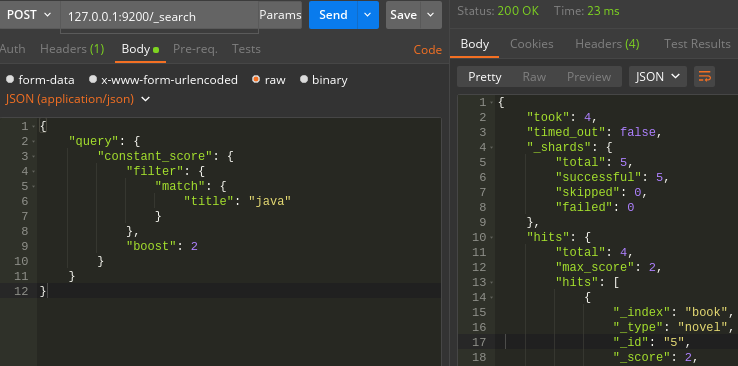 POST 127.0.0.1:9200/_search Params Send Save
Auth Headers (1) Body Pre-req. Tests Code
form-data x-www-form-urlencoded raw binary
JSON (application/json)
1 {
2 "query": {
3 "constant_score": {
4 "filter": {
5 "match": {
6 "title": "java"
7 }
8 },
9 "boost": 2
10 }
11 }
12 }
Status: 200 OK Time: 23 ms
Body Cookies Headers (4) Test Results
Pretty Raw Preview JSON
1 {
2 "took": 4,
3 "timed_out": false,
4 "_shards": {
5 "total": 5,
6 "successful": 5,
7 "skipped": 0,
8 "failed": 0
9 },
10 "hits": {
11 "total": 4,
12 "max_score": 2,
13 "hits": [
14 {
15 "_index": "book",
16 "_type": "novel",
17 "_id": "5",
18 "_score": 2,